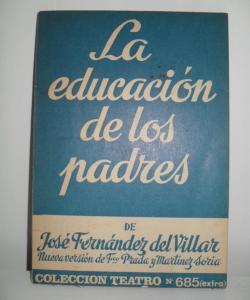 La
educación
de los
padres
DE
José Fernández del Villar
Nueva versión de Fco Prada y Martínez-Soria
COLECCION TEATRO Nº 685 (extra)